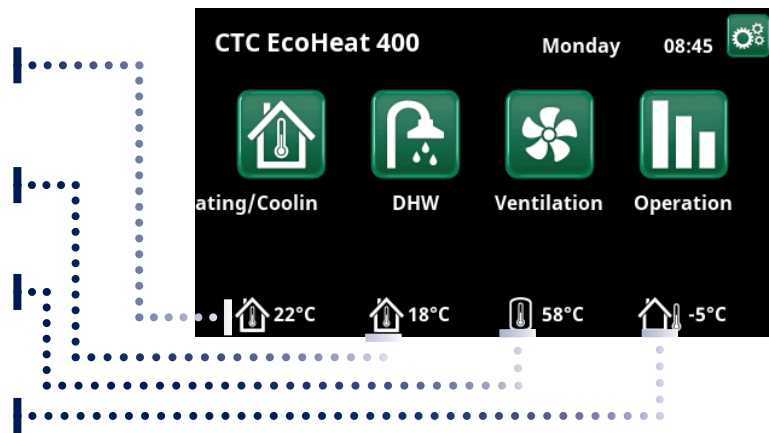 CTC EcoHeat 400 Monday 08:45
ating/Coolin DHW Ventilation Operation
22°C 18°C 58°C -5°C